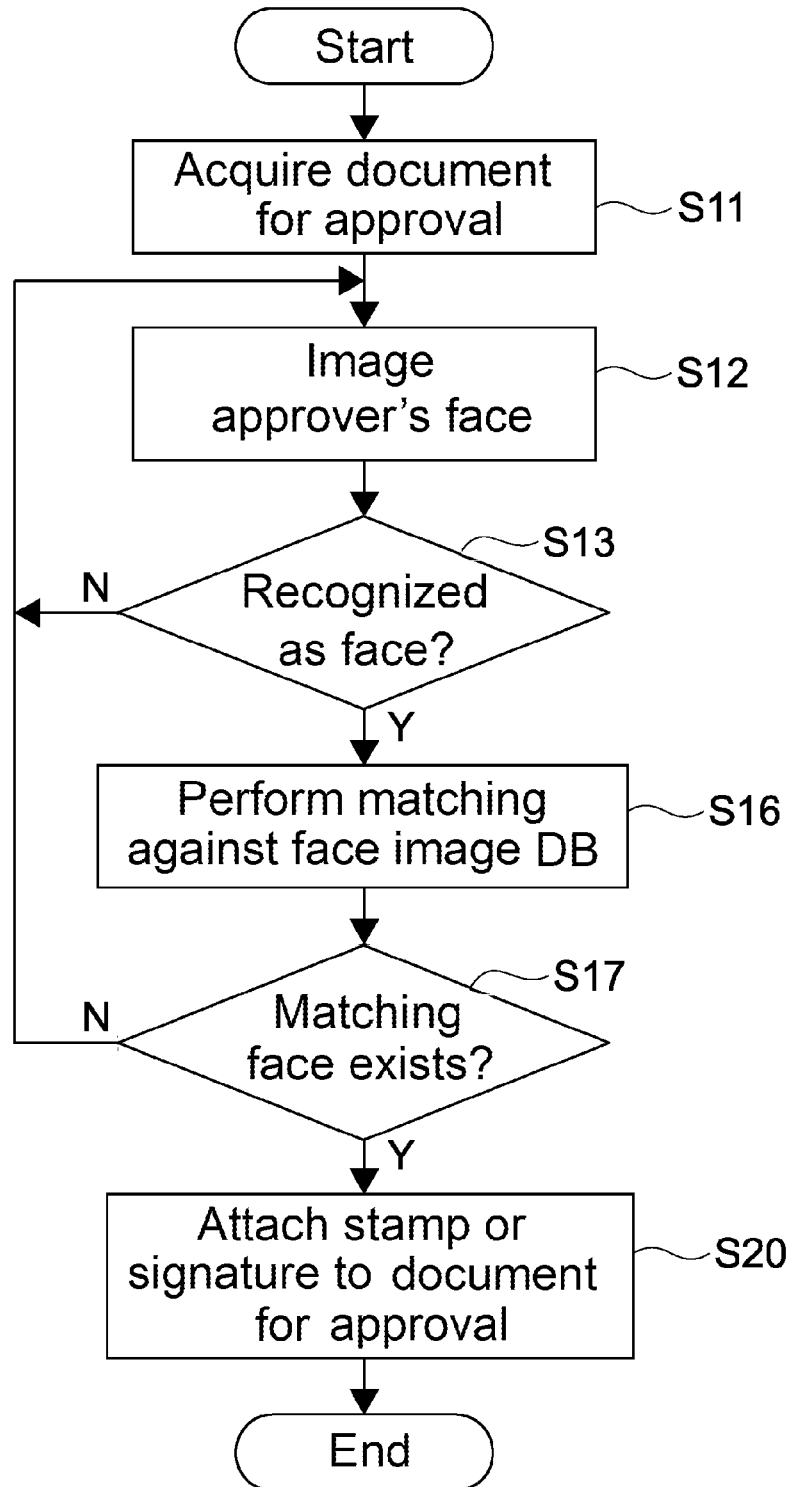 Start
Acquire document
for approval
S11
Image
approver's face
S12
S13
N
Recognized
as face?
Y
Perform matching
against face image DB
S16
S17
N
Matching
face exists?
Y
Attach stamp or
signature to document
for approval
S20
End